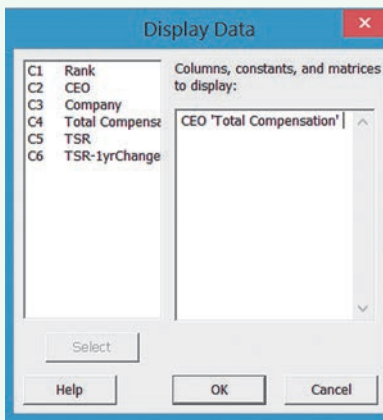 Display Data
C1 Rank
C2 CEO
C3 Company
C4 Total Compensa
C5 TSR
C6 TSR-1yrChange
Columns, constants, and matrices
to display:
CEO 'Total Compensation'
Select
Help
OK
Cancel